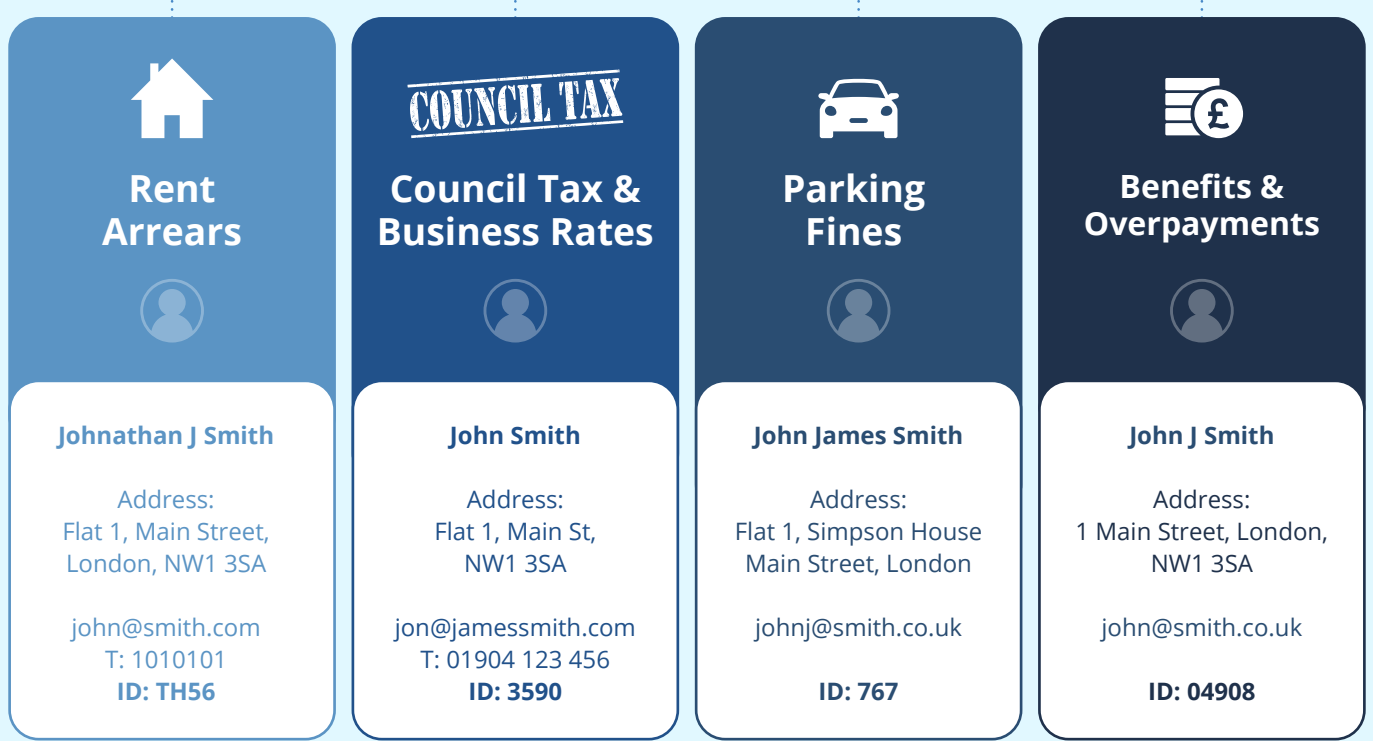 Rent
Arrears
Johnathan J Smith
Address:
Flat 1, Main Street,
London, NW1 3SA
john@smith.com
T: 1010101
ID: TH56
COUNCIL TAX
Council Tax &
Business Rates
John Smith
Address:
Flat 1, Main St,
NW1 3SA
jon@jamessmith.com
T: 01904 123 456
ID: 3590
Parking
Fines
John James Smith
Address:
Flat 1, Simpson House
Main Street, London
johnj@smith.co.uk
ID: 767
£
Benefits &
Overpayments
John J Smith
Address:
1 Main Street, London,
NW1 3SA
john@smith.co.uk
ID: 04908